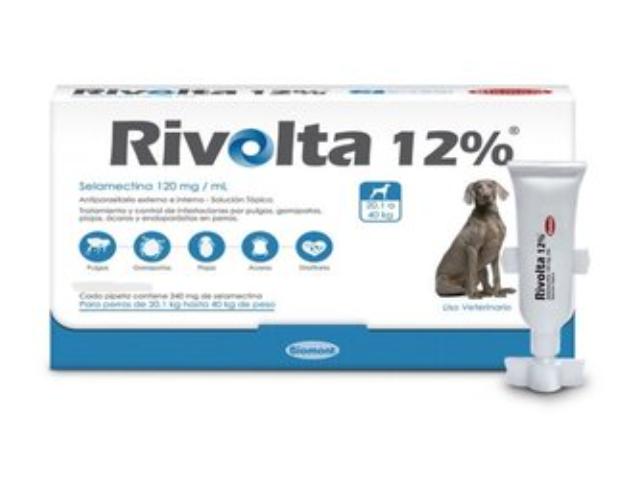 Rivolta 12%®
Selamectina 120 mg / mL
Antiparasitario externo e interno - Solución Tópica
Tratamiento y control de infestaciones por pulgas, garrapatas,
piojos, ácaros y endoparásitos en perros.
20.1 a
40 kg
Pulgas Garrapatas Piojos Ácaros
Cada pipeta contiene 240 mg de selamectina
Para perros de 20.1 kg hasta 40 kg de peso
Uso Veterinario
Biomont
Biomont
Rivolta 12%